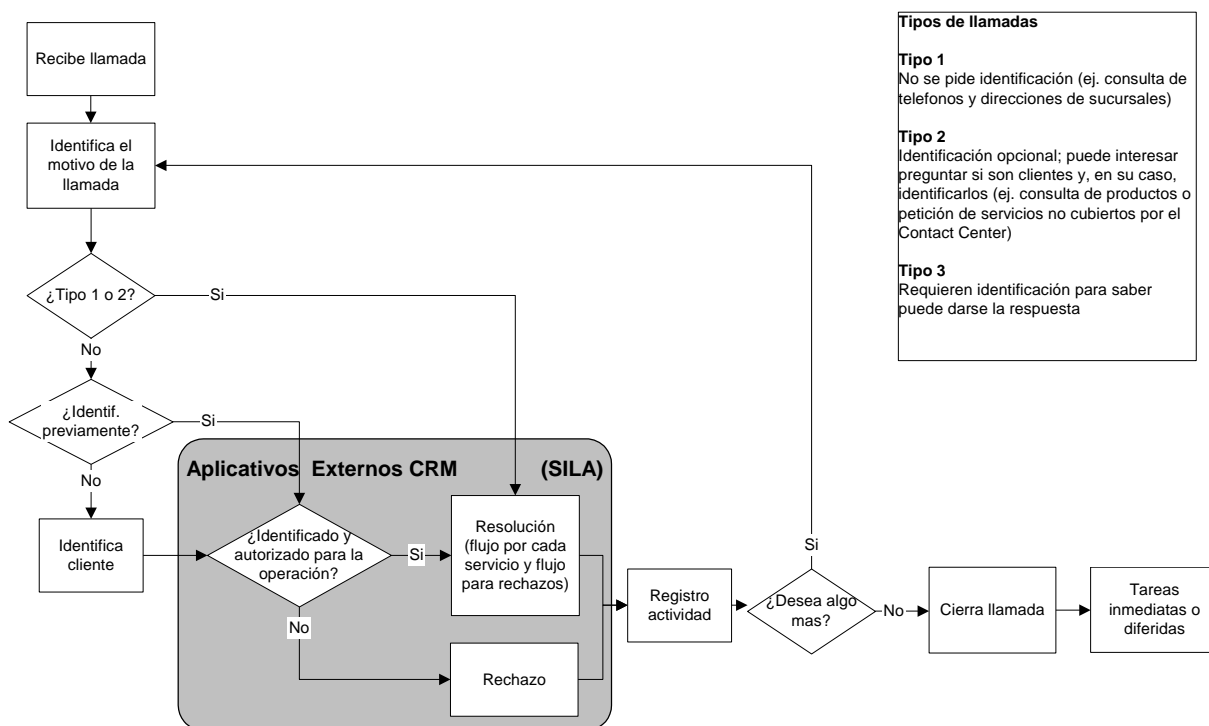 Recibe llamada
Identifica el
motivo de la
llamada
¿Tipo 1 o 2?
Si
No
¿Identif.
previamente?
Si
No
Identifica
cliente
Aplicativos Externos CRM (SILA)
¿Identificado y
autorizado para la
operación?
Si
No
Resolución
(flujo por cada
servicio y flujo
para rechazos)
Rechazo
Registro
actividad
¿Desea algo
mas?
Si
No
Cierra llamada
Tareas
inmediatas o
diferidas
Tipos de llamadas
Tipo 1
No se pide identificación (ej. consulta de
telefonos y direcciones de sucursales)
Tipo 2
Identificación opcional; puede interesar
preguntar si son clientes y, en su caso,
identificarlos (ej. consulta de productos o
petición de servicios no cubiertos por el
Contact Center)
Tipo 3
Requieren identificación para saber
puede darse la respuesta